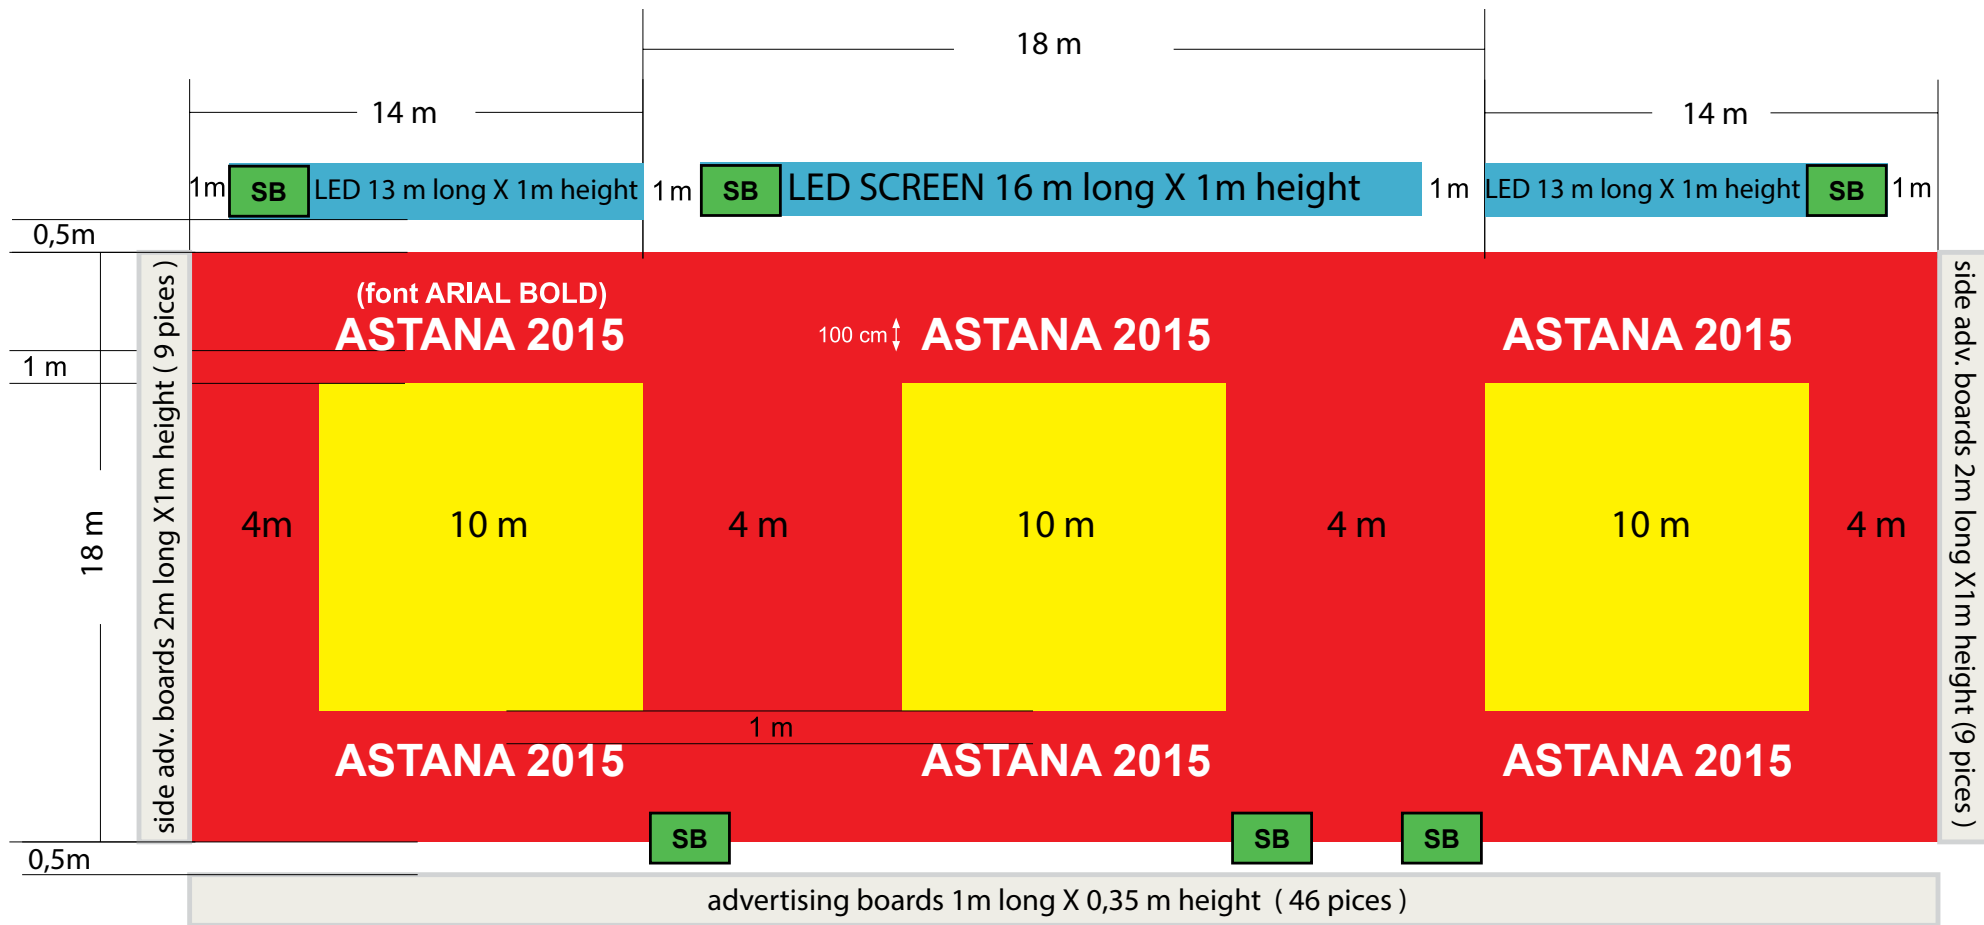 18 m
14 m
14 m
1m
SB
LED 13 m long X 1m height
1 m
SB
LED SCREEN 16 m long X 1m height
1 m
LED 13 m long X 1m height
SB
1 m
0,5m
(font ARIAL BOLD)
ASTANA 2015
100 cm
ASTANA 2015
ASTANA 2015
1 m
side adv. boards 2m long X1m height ( 9 pices )
18 m
4m
10 m
4 m
10 m
4 m
10 m
4 m
side adv. boards 2m long X1m height (9 pices )
1 m
ASTANA 2015
ASTANA 2015
ASTANA 2015
SB
SB
SB
0,5m
advertising boards 1m long X 0,35 m height ( 46 pices )